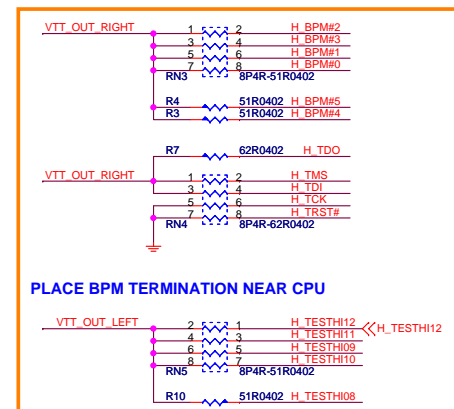 VTT_OUT_RIGHT 1 2 H_BPM#2
3 4 H_BPM#3
5 6 H_BPM#1
7 8 H_BPM#0
RN3 8P4R-51R0402
R4 51R0402 H_BPM#5
R3 51R0402 H_BPM#4
R7 62R0402 H_TDO
VTT_OUT_RIGHT 1 2 H_TMS
3 4 H_TDI
5 6 H_TCK
7 8 H_TRST#
RN4 8P4R-62R0402
PLACE BPM TERMINATION NEAR CPU
VTT_OUT_LEFT 2 1 H_TESTHI12 H_TESTHI12
4 3 H_TESTHI11
6 5 H_TESTHI09
8 7 H_TESTHI10
RN5 8P4R-51R0402
R10 51R0402 H_TESTHI08